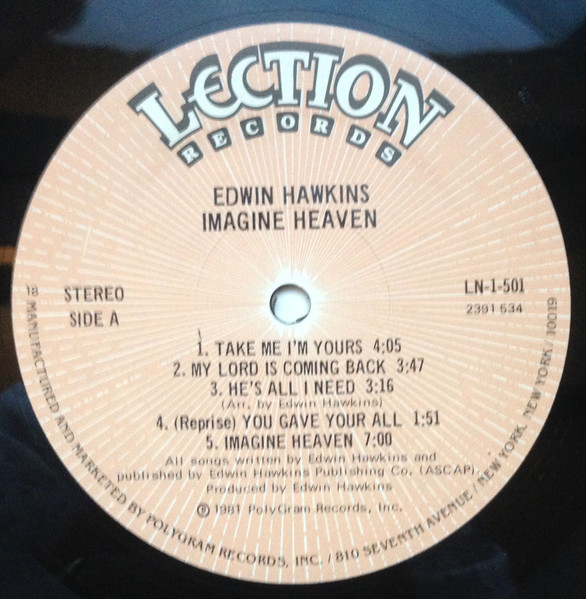 LECTION
RECORDS
EDWIN HAWKINS
IMAGINE HEAVEN
STEREO
SIDE A
LN-1-501
2391 534
1. TAKE ME I'M YOURS 4:05
2. MY LORD IS COMING BACK 3:47
3. HE'S ALL I NEED 3:16
(Arr. by Edwin Hawkins)
4. (Reprise) YOU GAVE YOUR ALL 1:51
5. IMAGINE HEAVEN 7:00
All songs written by Edwin Hawkins and
published by Edwin Hawkins Publishing Co. (ASCAP).
Produced by Edwin Hawkins
℗ 1981 PolyGram Records, Inc.
18 MANUFACTURED AND MARKETED BY POLYGRAM RECORDS, INC. / 810 SEVENTH AVENUE / NEW YORK, NEW YORK / 10019